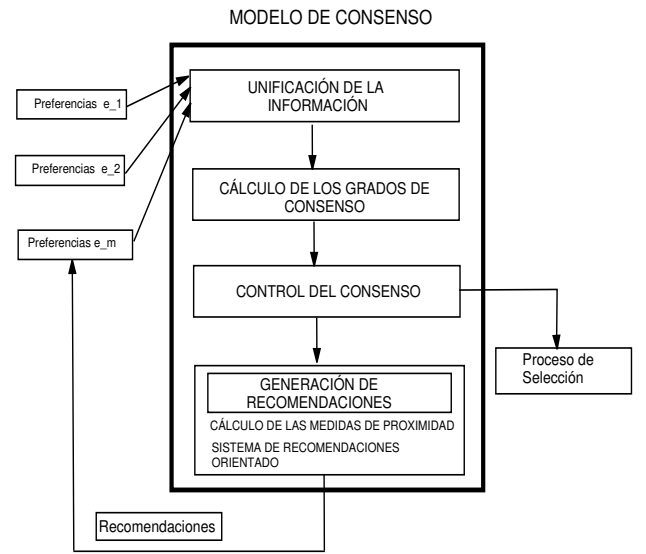 MODELO DE CONSENSO
UNIFICACIÓN DE LA
INFORMACIÓN
Preferencias e_1
Preferencias e_2
CÁLCULO DE LOS GRADOS DE
CONSENSO
Preferencias e_m
CONTROL DEL CONSENSO
Proceso de
Selección
GENERACIÓN DE
RECOMENDACIONES
CÁLCULO DE LAS MEDIDAS DE PROXIMIDAD
SISTEMA DE RECOMENDACIONES
ORIENTADO
Recomendaciones